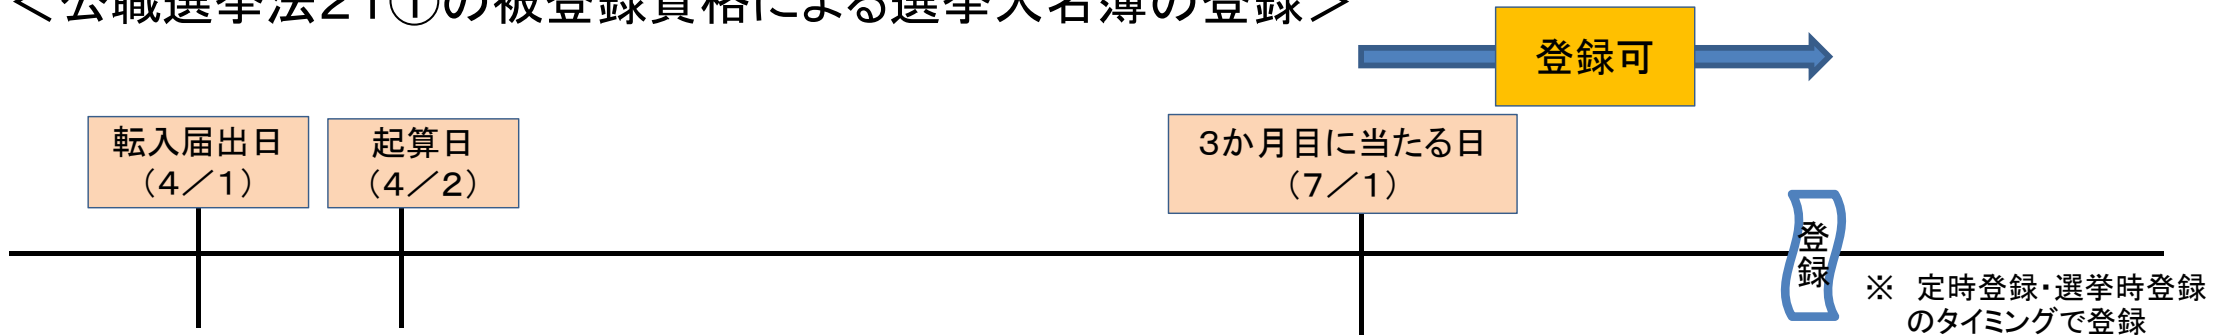 ＜公職選挙法２１①の被登録資格による選挙人名簿の登録＞
登録可
転入届出日
（４／１）
起算日
（４／２）
３か月目に当たる日
（７／１）
登録
※　定時登録・選挙時登録
のタイミングで登録